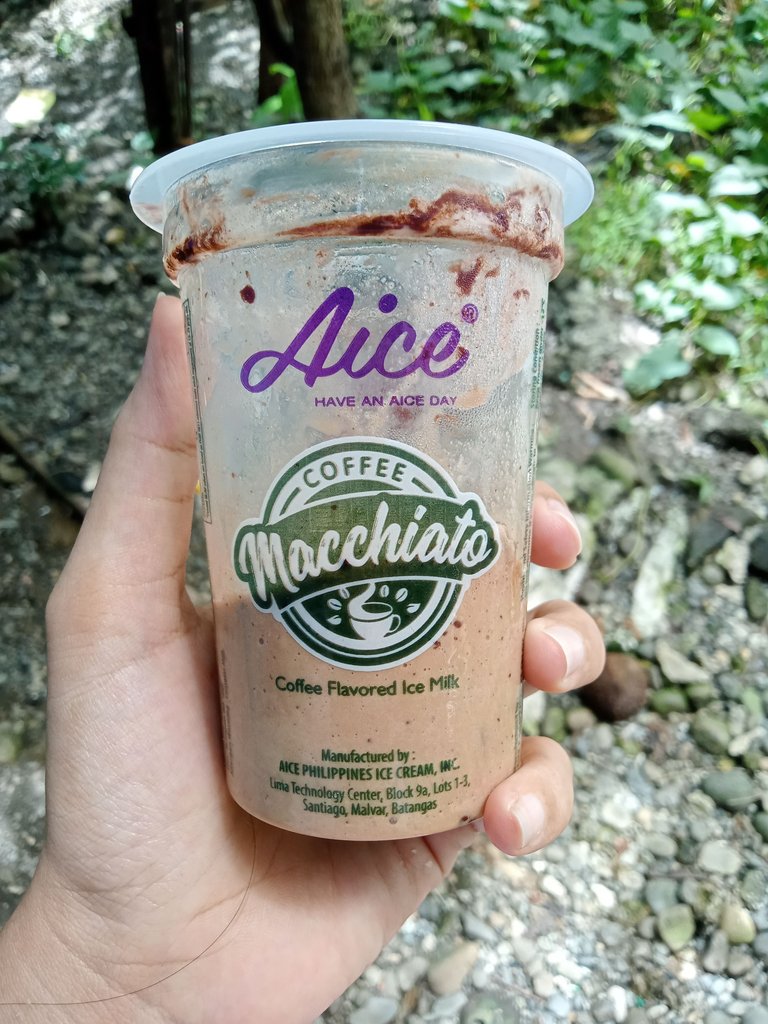 Aice®
HAVE AN AICE DAY
COFFEE
Macchiato
Coffee Flavored Ice Milk
Manufactured by :
AICE PHILIPPINES ICE CREAM, INC.
Lima Technology Center, Block 9a, Lots 1-3,
Santiago, Malvar, Batangas